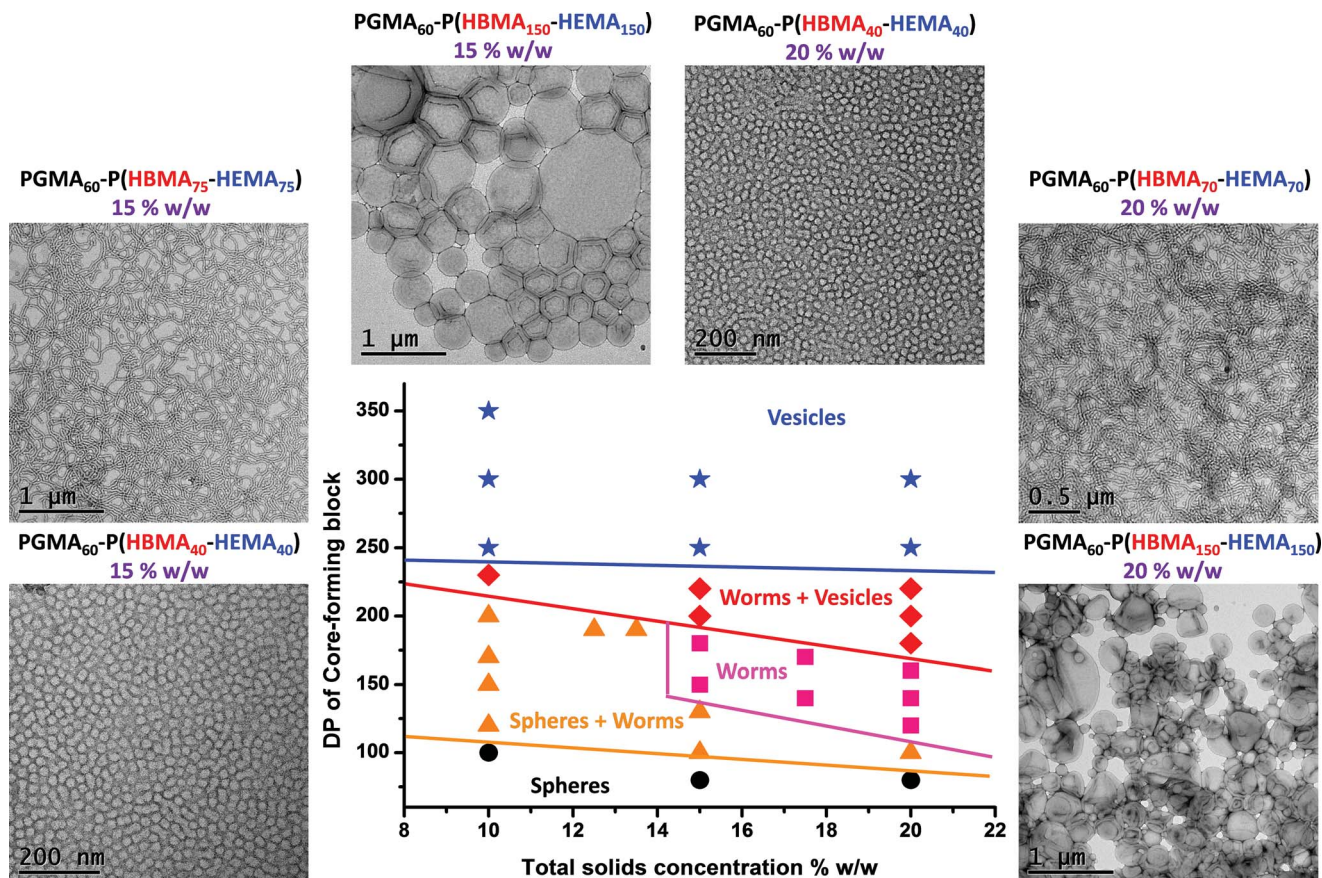 PGMA60-P(HBMA150-HEMA150)
15 % w/w
1 µm
PGMA60-P(HBMA40-HEMA40)
20 % w/w
200 nm
PGMA60-P(HBMA75-HEMA75)
15 % w/w
1 µm
PGMA60-P(HBMA70-HEMA70)
20 % w/w
0.5 µm
PGMA60-P(HBMA40-HEMA40)
15 % w/w
200 nm
PGMA60-P(HBMA150-HEMA150)
20 % w/w
1 µm
DP of Core-forming block
350
300
250
200
150
100
Vesicles
Worms + Vesicles
Worms
Spheres + Worms
Spheres
8 10 12 14 16 18 20 22
Total solids concentration % w/w